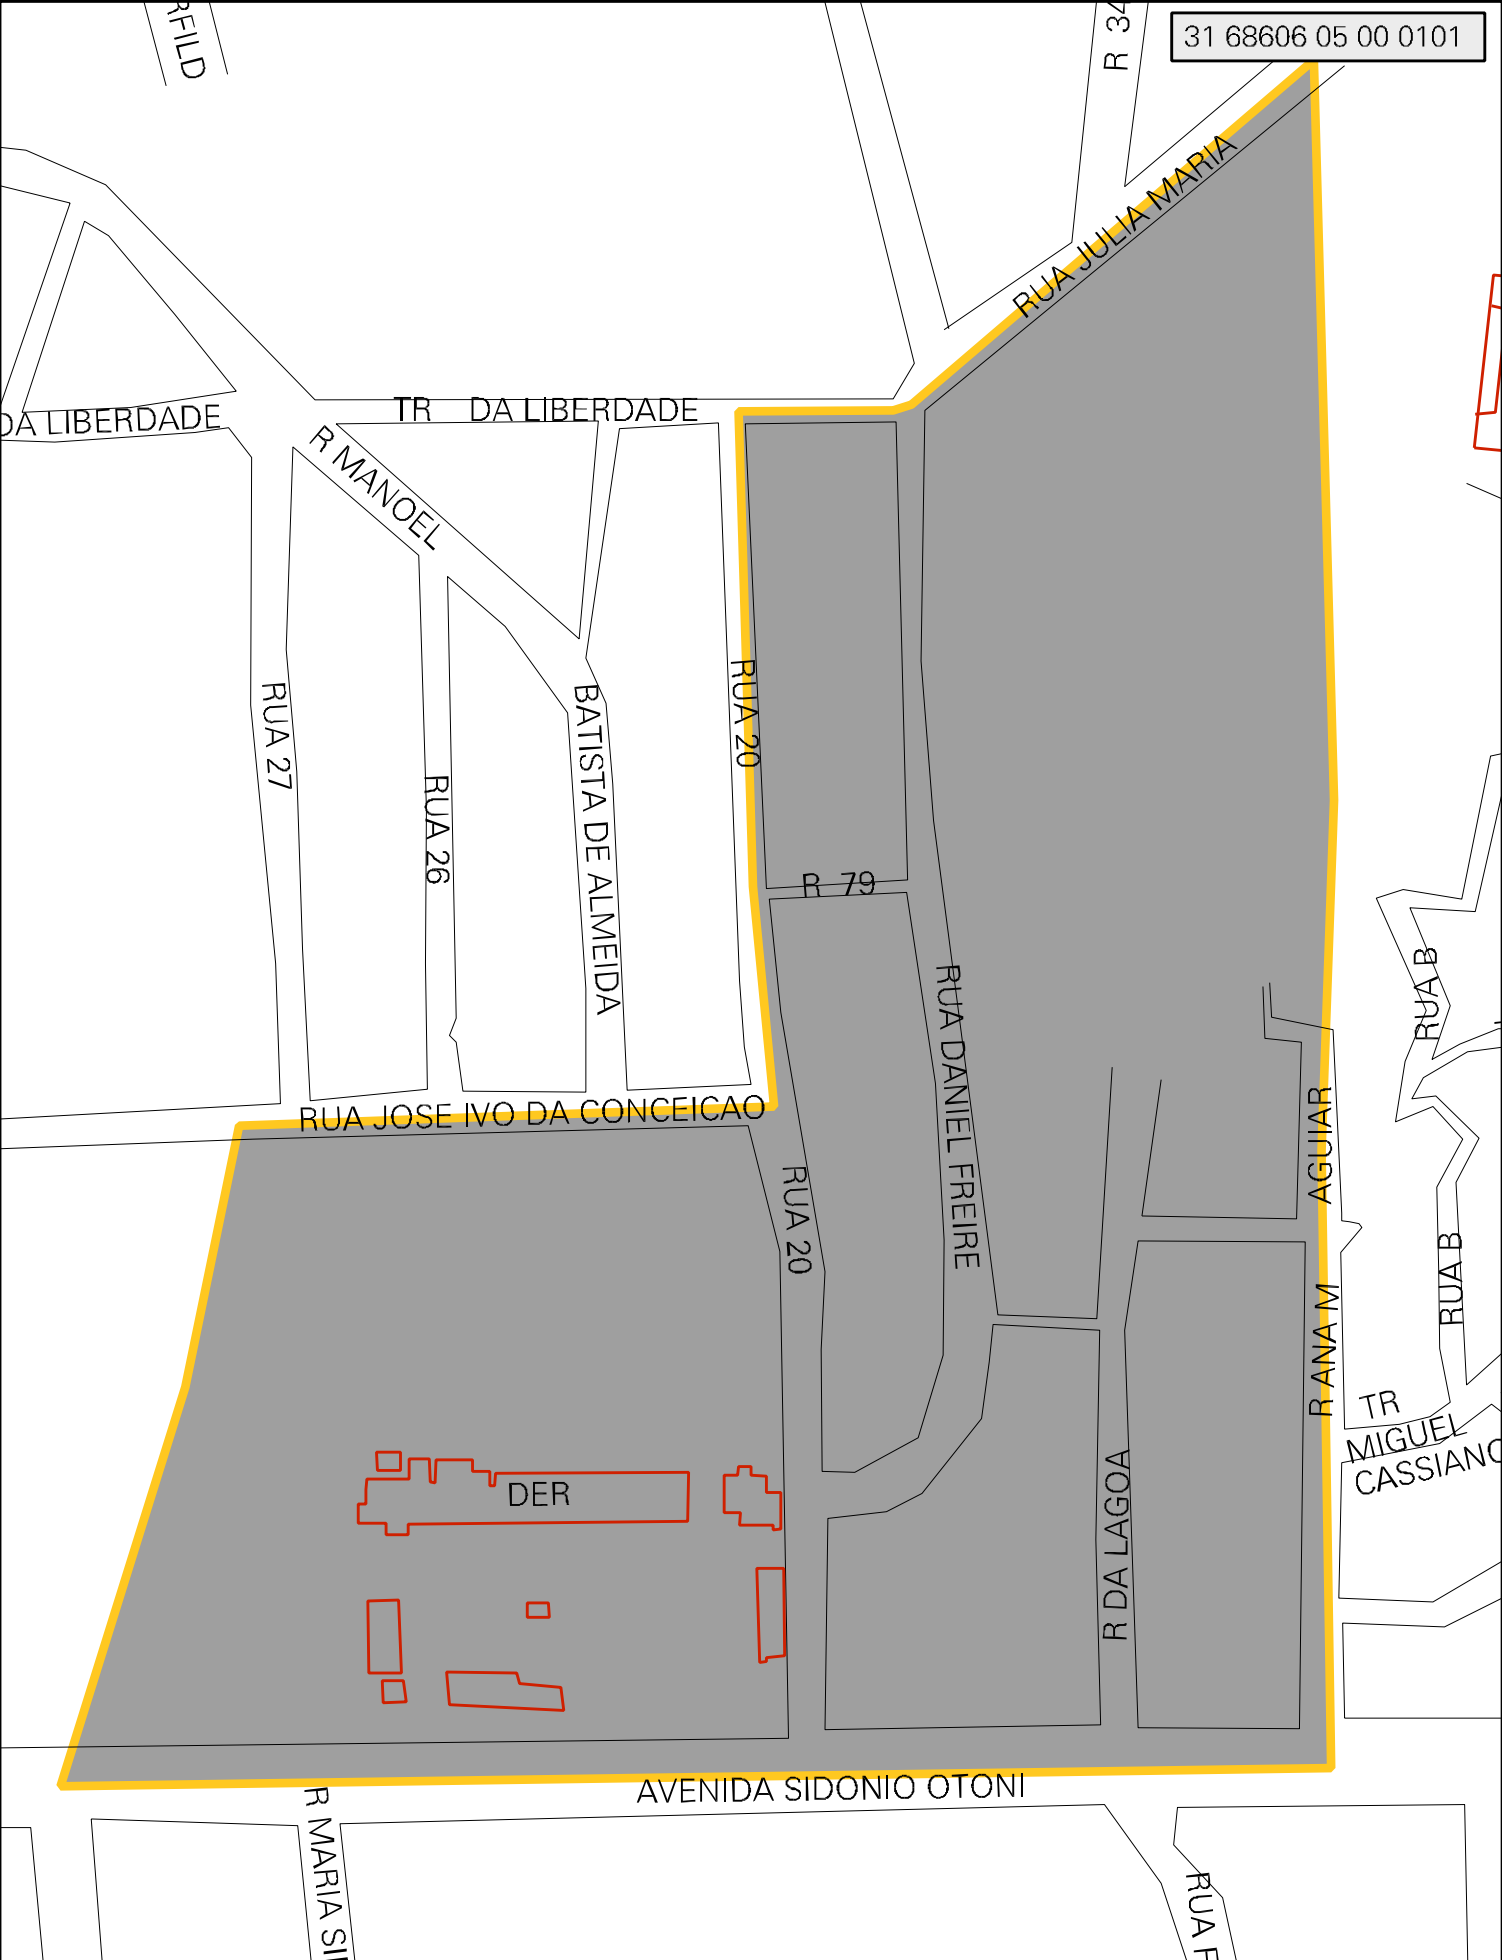 RFILD
R 34
31 68606 05 00 0101
RUA JULIA MARIA
DA LIBERDADE
TR DA LIBERDADE
R MANOEL
BATISTA DE ALMEIDA
RUA 27
RUA 26
RUA 20
R 79
RUA DANIEL FREIRE
RUA B
RUA JOSE IVO DA CONCEICAO
RUA 20
AGUIAR
R ANA M
RUA B
TR
MIGUEL
CASSIANO
DER
R DA LAGOA
AVENIDA SIDONIO OTONI
R MARIA
RUA